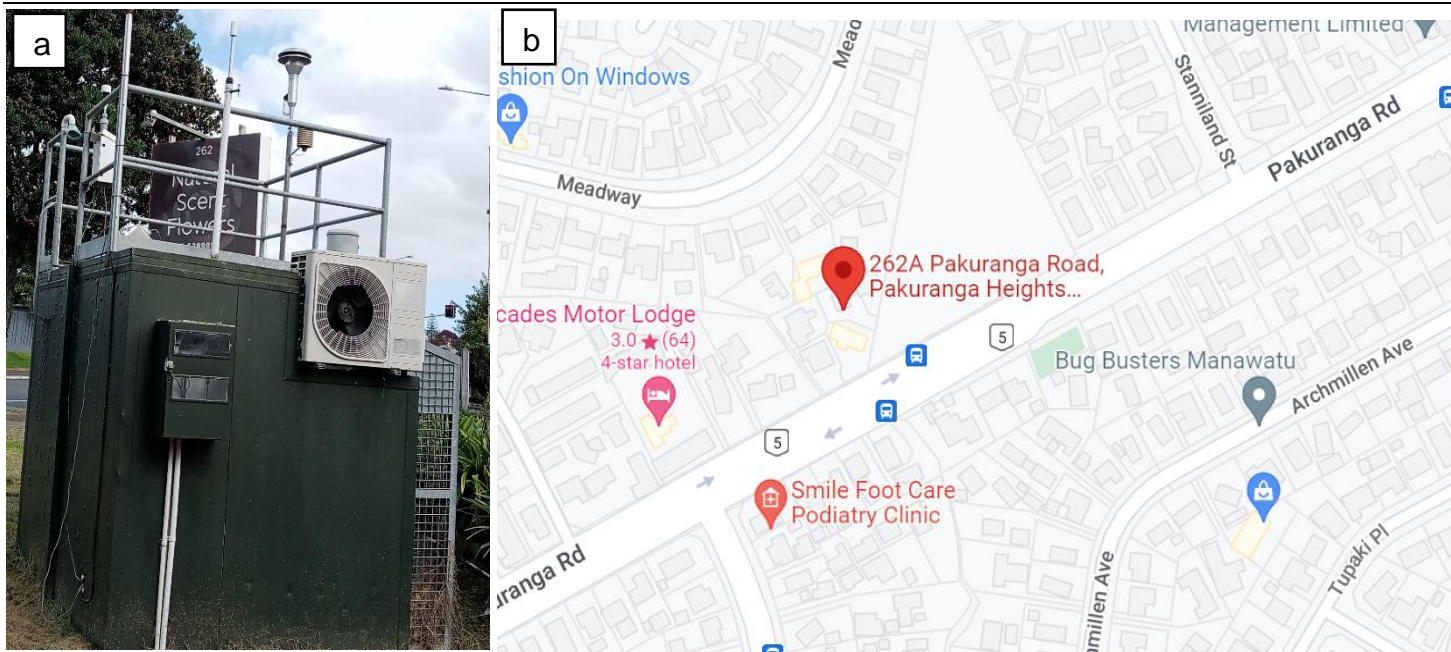 a
262
Natural
Scent
Flowers
b
Management Limited
shion On Windows
Mead
Stanniland St
Pakuranga Rd
Meadway
262A Pakuranga Road,
Pakuranga Heights...
cades Motor Lodge
3.0 ★ (64)
4-star hotel
5
Bug Busters Manawatu
Archmillen Ave
5
Smile Foot Care
Podiatry Clinic
uranga Rd
nmillen Ave
Tupaki Pl